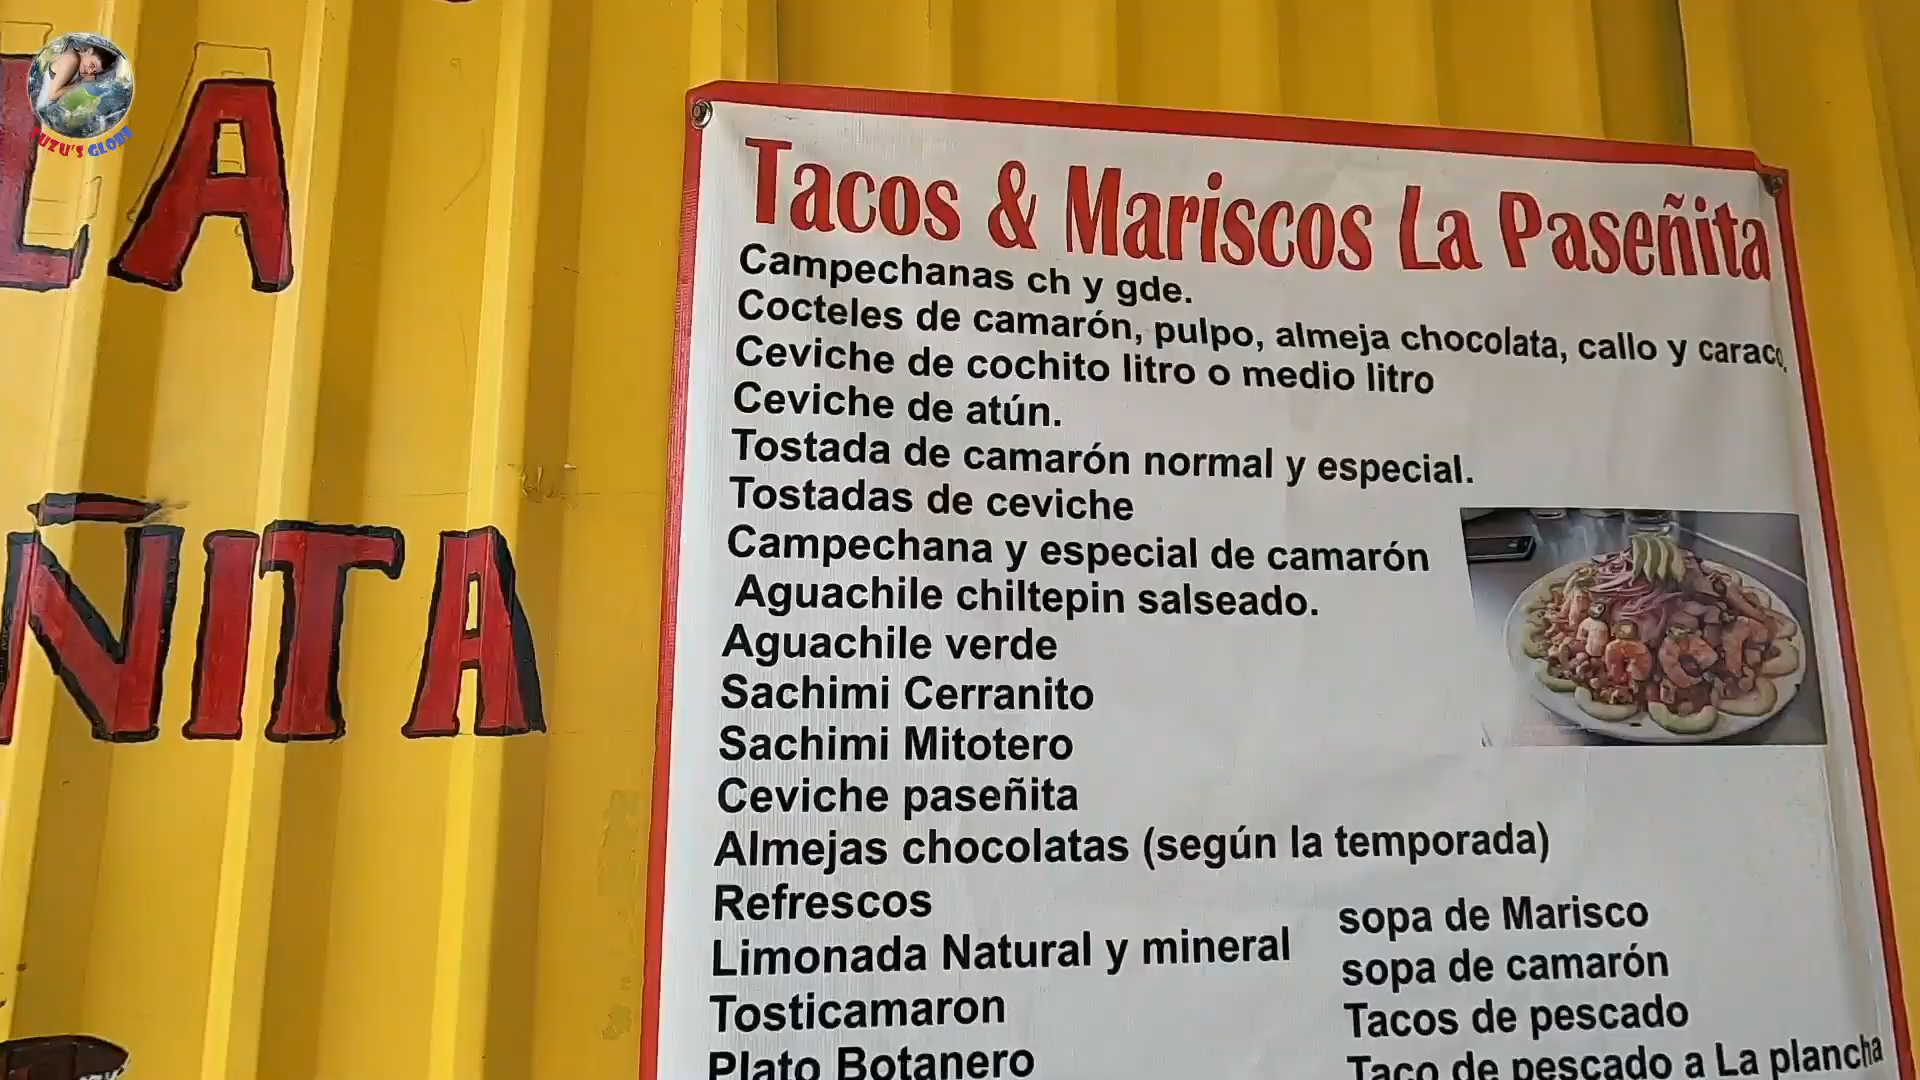 LA
ÑITA
SUZU'S GLOBE
Tacos & Mariscos La Paseñita
Campechanas ch y gde.
Cocteles de camarón, pulpo, almeja chocolata, callo y carac
Ceviche de cochito litro o medio litro
Ceviche de atún.
Tostada de camarón normal y especial.
Tostadas de ceviche
Campechana y especial de camarón
Aguachile chiltepin salseado.
Aguachile verde
Sachimi Cerranito
Sachimi Mitotero
Ceviche paseñita
Almejas chocolatas (según la temporada)
Refrescos
Limonada Natural y mineral
Tosticamaron
Plato Botanero
sopa de Marisco
sopa de camarón
Tacos de pescado
Taco de pescado a La plancha